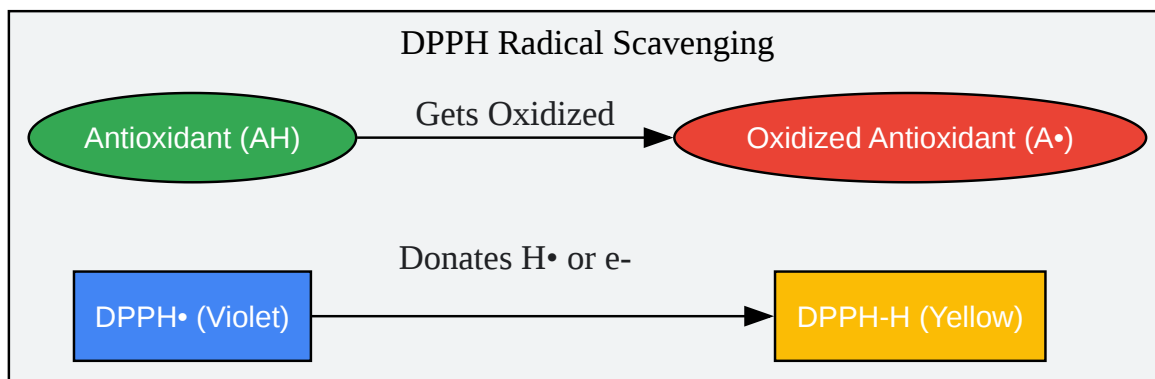 DPPH Radical Scavenging
Gets Oxidized
Antioxidant (AH)
Oxidized Antioxidant (A•)
Donates H• or e-
DPPH• (Violet)
DPPH-H (Yellow)